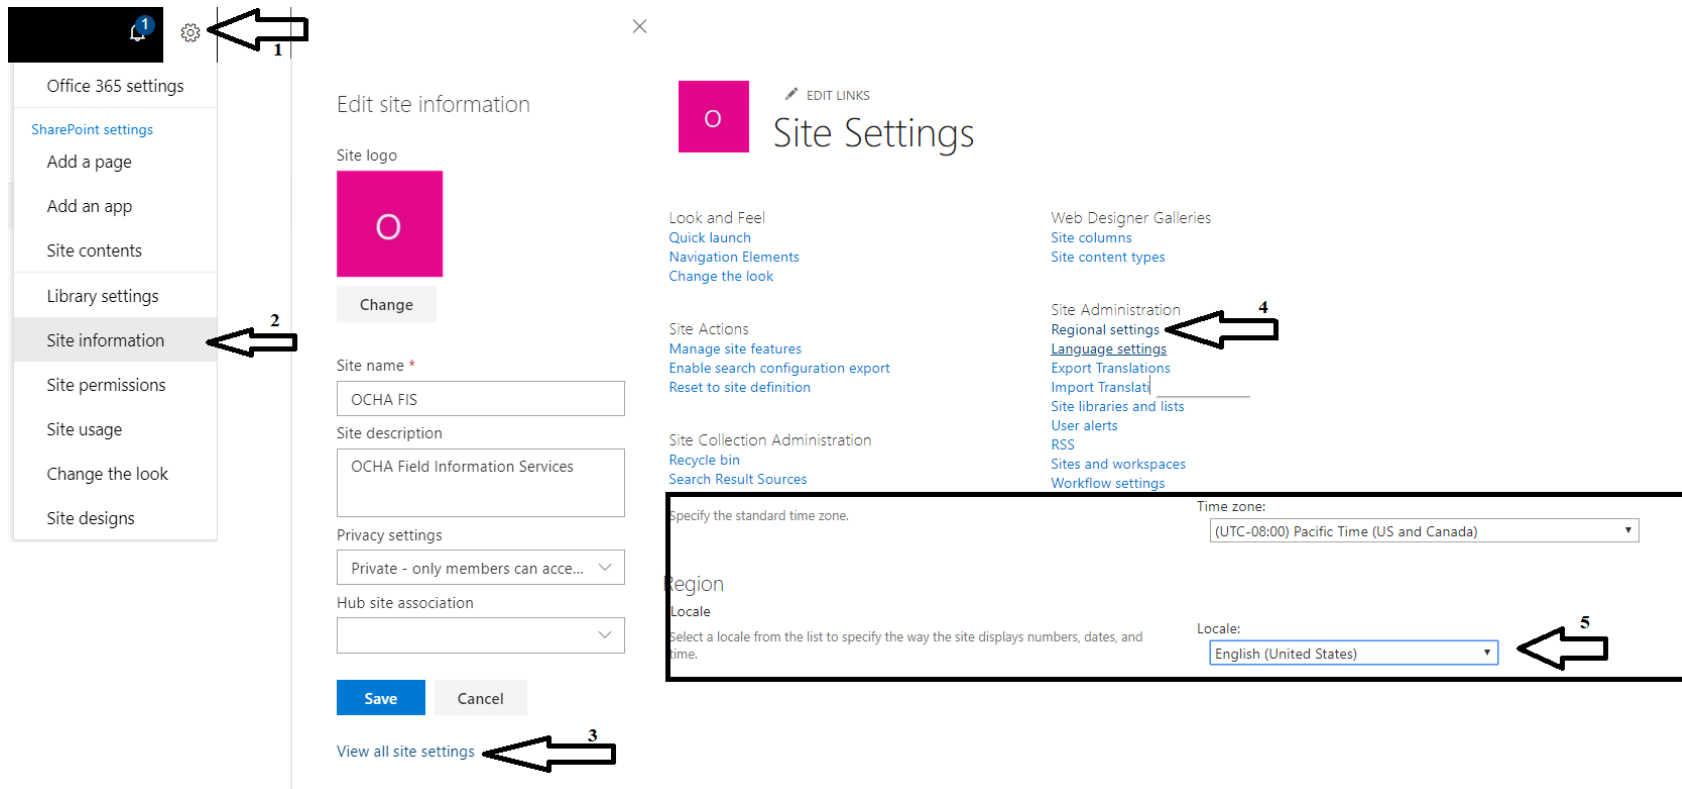 1
1
Office 365 settings
SharePoint settings
Add a page
Add an app
Site contents
Library settings
Site information
2
Site permissions
Site usage
Change the look
Site designs
Edit site information
Site logo
O
Change
Site name *
OCHA FIS
Site description
OCHA Field Information Services
Privacy settings
Private - only members can acce...
Hub site association
Save
Cancel
View all site settings
3
O
EDIT LINKS
Site Settings
Look and Feel
Quick launch
Navigation Elements
Change the look
Site Actions
Manage site features
Enable search configuration export
Reset to site definition
Site Collection Administration
Recycle bin
Search Result Sources
Web Designer Galleries
Site columns
Site content types
Site Administration
4
Regional settings
Language settings
Export Translations
Import Translati
Site libraries and lists
User alerts
RSS
Sites and workspaces
Workflow settings
Specify the standard time zone.
Time zone:
(UTC-08:00) Pacific Time (US and Canada)
Region
Locale
Select a locale from the list to specify the way the site displays numbers, dates, and
time.
Locale:
English (United States)
5